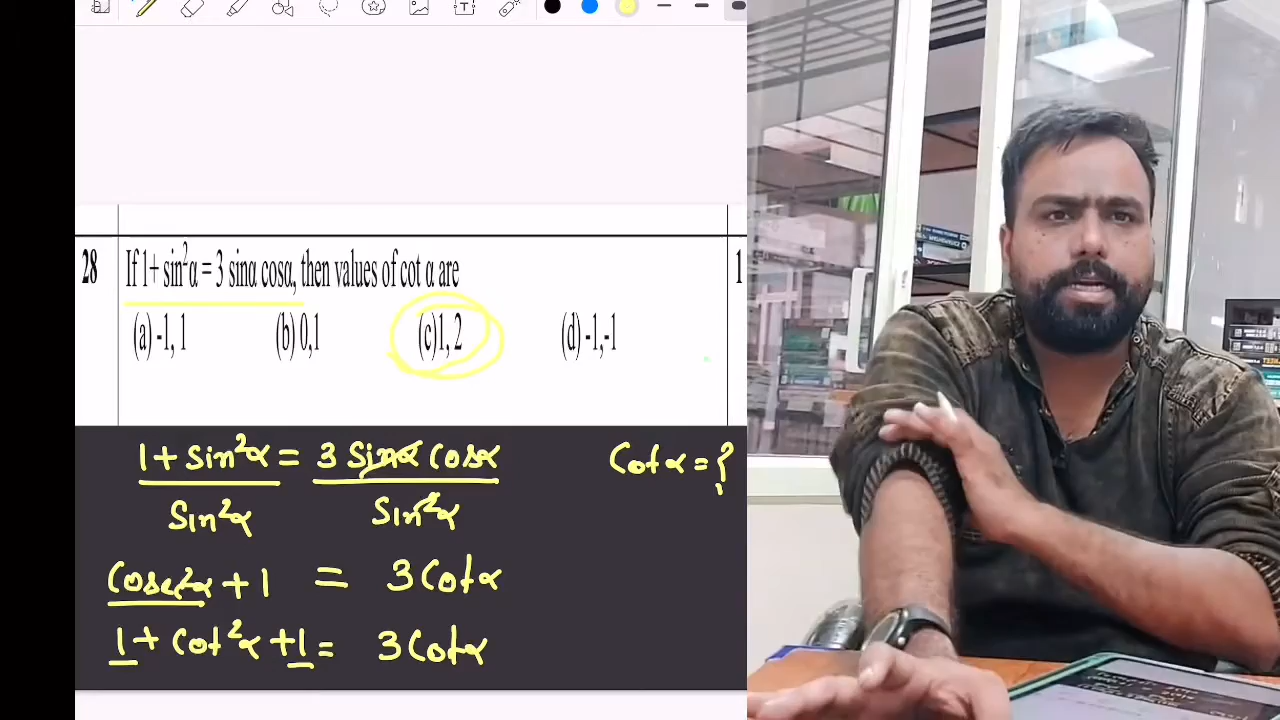 28 If 1+ sin²α = 3 sinα cosα, then values of cot α are 1
(a) -1, 1 (b) 0,1 (c)1, 2 (d) -1,-1
1 + sin²α / Sin²α = 3 Sinα Cosα / Sin²α
Cotα = ?
Cosec²α + 1 = 3 Cotα
1 + Cot²α + 1 = 3 Cotα